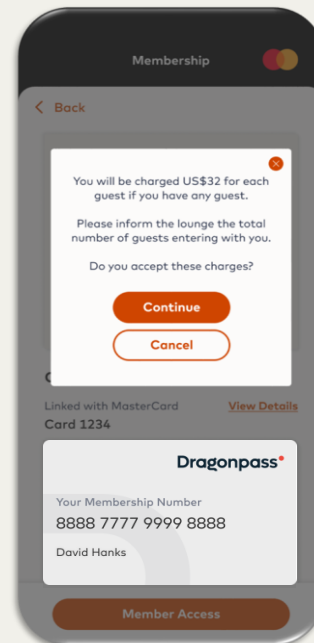 Membership
< Back
You will be charged US$32 for each
guest if you have any guest.
Please inform the lounge the total
number of guests entering with you.
Do you accept these charges?
Continue
Cancel
Linked with MasterCard
View Details
Card 1234
Dragonpass
Your Membership Number
8888 7777 9999 8888
David Hanks
Member Access